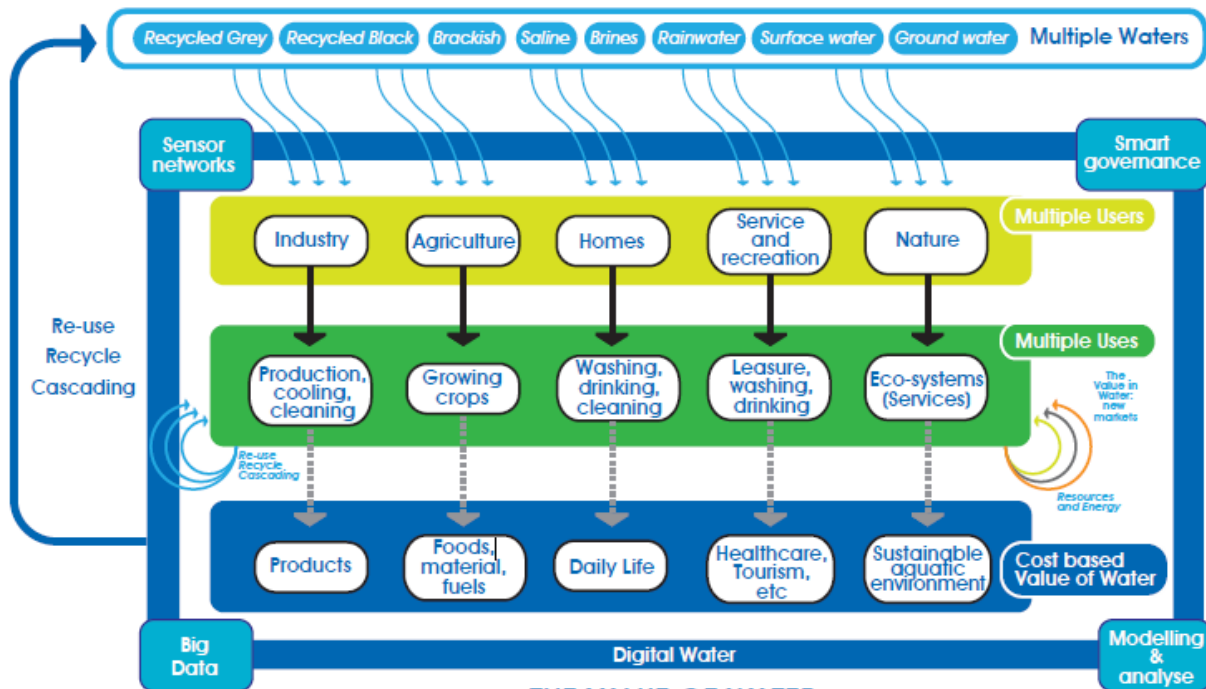 Recycled Grey Recycled Black Brackish Saline Brines Rainwater Surface water Ground water Multiple Waters
Sensor
networks
Smart
governance
Multiple Users
Industry
Agriculture
Homes
Service
and
recreation
Nature
Re-use
Recycle
Cascading
Multiple Uses
Production,
cooling,
cleaning
Growing
crops
Washing,
drinking,
cleaning
Leasure,
washing,
drinking
Eco-systems
(Services)
The
Value in
Water:
new
markets
Re-use
Recycle
Cascading
Resources
and Energy
Products
Foods,
material,
fuels
Daily Life
Healthcare,
Tourism,
etc
Sustainable
aquatic
environment
Cost based
Value of Water
Big
Data
Digital Water
Modelling
&
analyse